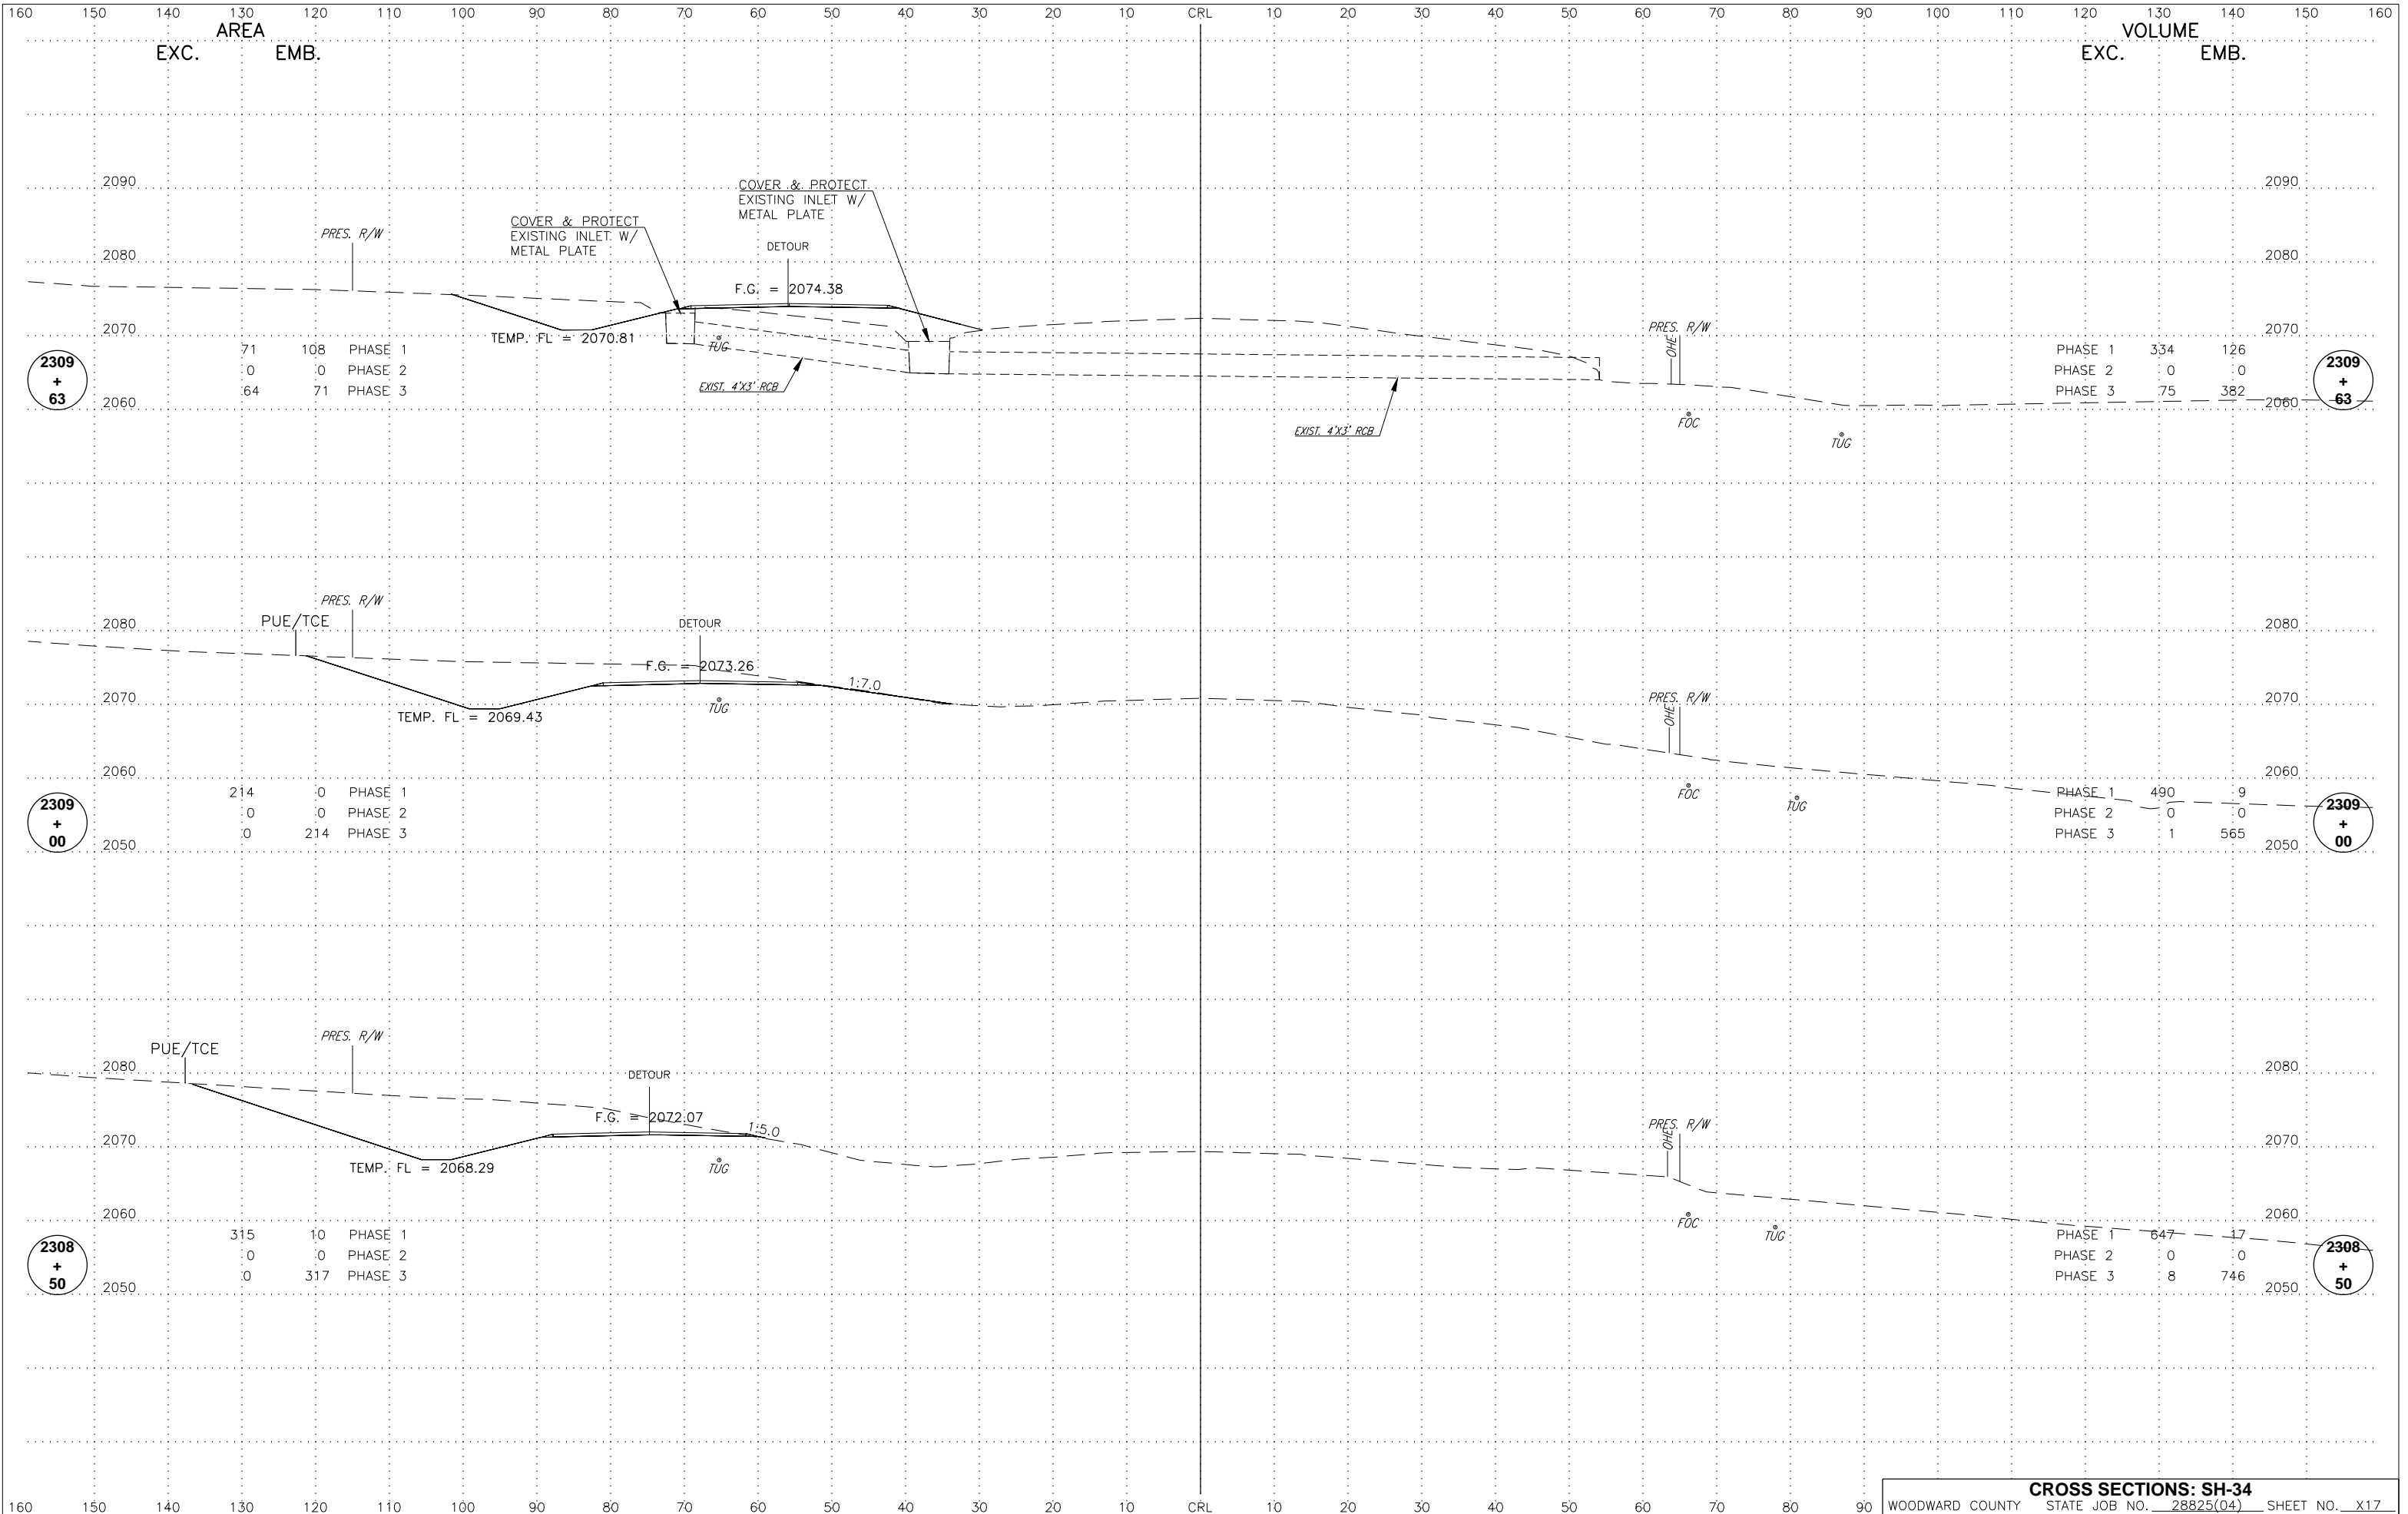 160 150 140 130 120 110 100 90 80 70 60 50 40 30 20 10 CRL 10 20 30 40 50 60 70 80 90 100 110 120 130 140 150 160
AREA
EXC. EMB.
VOLUME
EXC. EMB.
2090 2090
COVER & PROTECT
EXISTING INLET W/
METAL PLATE
COVER & PROTECT
EXISTING INLET W/
METAL PLATE
PRES. R/W
DETOUR
2080 2080
F.G. = 2074.38
2070 2070
TEMP. FL = 2070.81
TUG
PRES. R/W
OHE
2309
+
63
71 108 PHASE 1
0 0 PHASE 2
64 71 PHASE 3
EXIST. 4'X3' RCB
EXIST. 4'X3' RCB
FOC
TUG
PHASE 1 334 126
PHASE 2 0 0
PHASE 3 75 382
2309
+
63
2060 2060
PRES. R/W
PUE/TCE
DETOUR
2080 2080
F.G. = 2073.26
1:7.0
2070 2070
TEMP. FL = 2069.43
TUG
PRES. R/W
OHE
2060 2060
FOC
TUG
2309
+
00
214 0 PHASE 1
0 0 PHASE 2
0 214 PHASE 3
PHASE 1 490 9
PHASE 2 0 0
PHASE 3 1 565
2309
+
00
2050 2050
PRES. R/W
PUE/TCE
DETOUR
2080 2080
F.G. = 2072.07
1:5.0
2070 2070
TEMP. FL = 2068.29
TUG
PRES. R/W
OHE
2060 2060
FOC
TUG
2308
+
50
315 10 PHASE 1
0 0 PHASE 2
0 317 PHASE 3
PHASE 1 647 17
PHASE 2 0 0
PHASE 3 8 746
2308
+
50
2050 2050
160 150 140 130 120 110 100 90 80 70 60 50 40 30 20 10 CRL 10 20 30 40 50 60 70 80 90
CROSS SECTIONS: SH-34
WOODWARD COUNTY STATE JOB NO. 28825(04) SHEET NO. X17